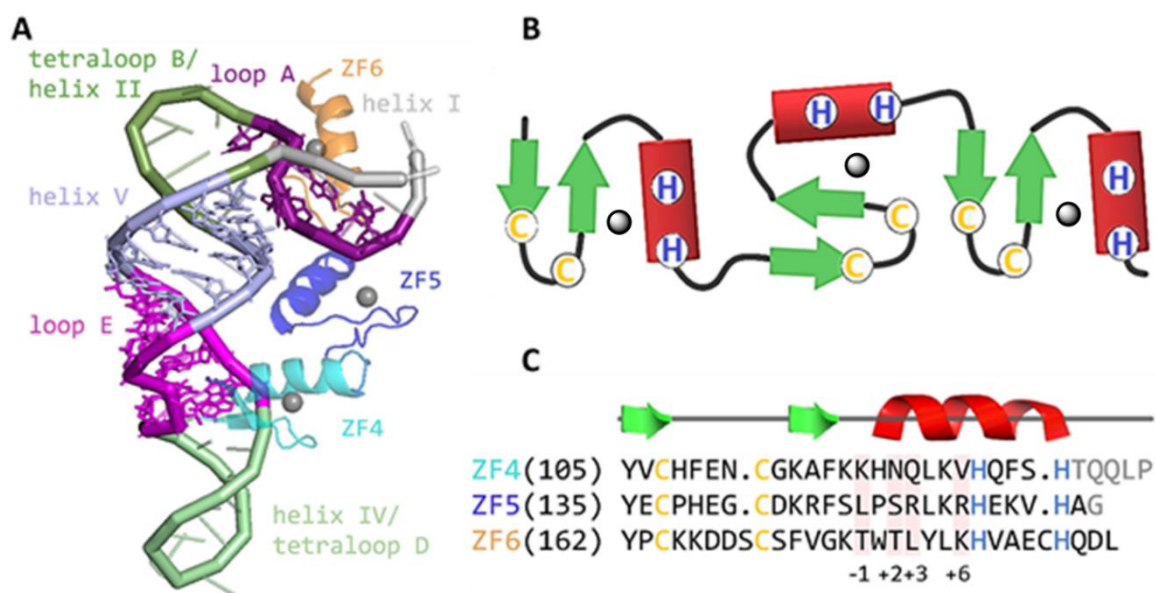 A
tetraloop B/
helix II
loop A
ZF6
helix I
helix V
ZF5
loop E
ZF4
helix IV/
tetraloop D
B
H H
H
H
H
H
C
C
C
C
C
C
C
ZF4(105) YVCHFEN.CGKAFKKHNQLKVHQFS.HTQQLP
ZF5(135) YECPHEG.CDKRFSLPSRLKRHEKV.HAG
ZF6(162) YPCKKDDSCSFVGKTWTLYLKHVAECHQDL
-1 +2+3 +6